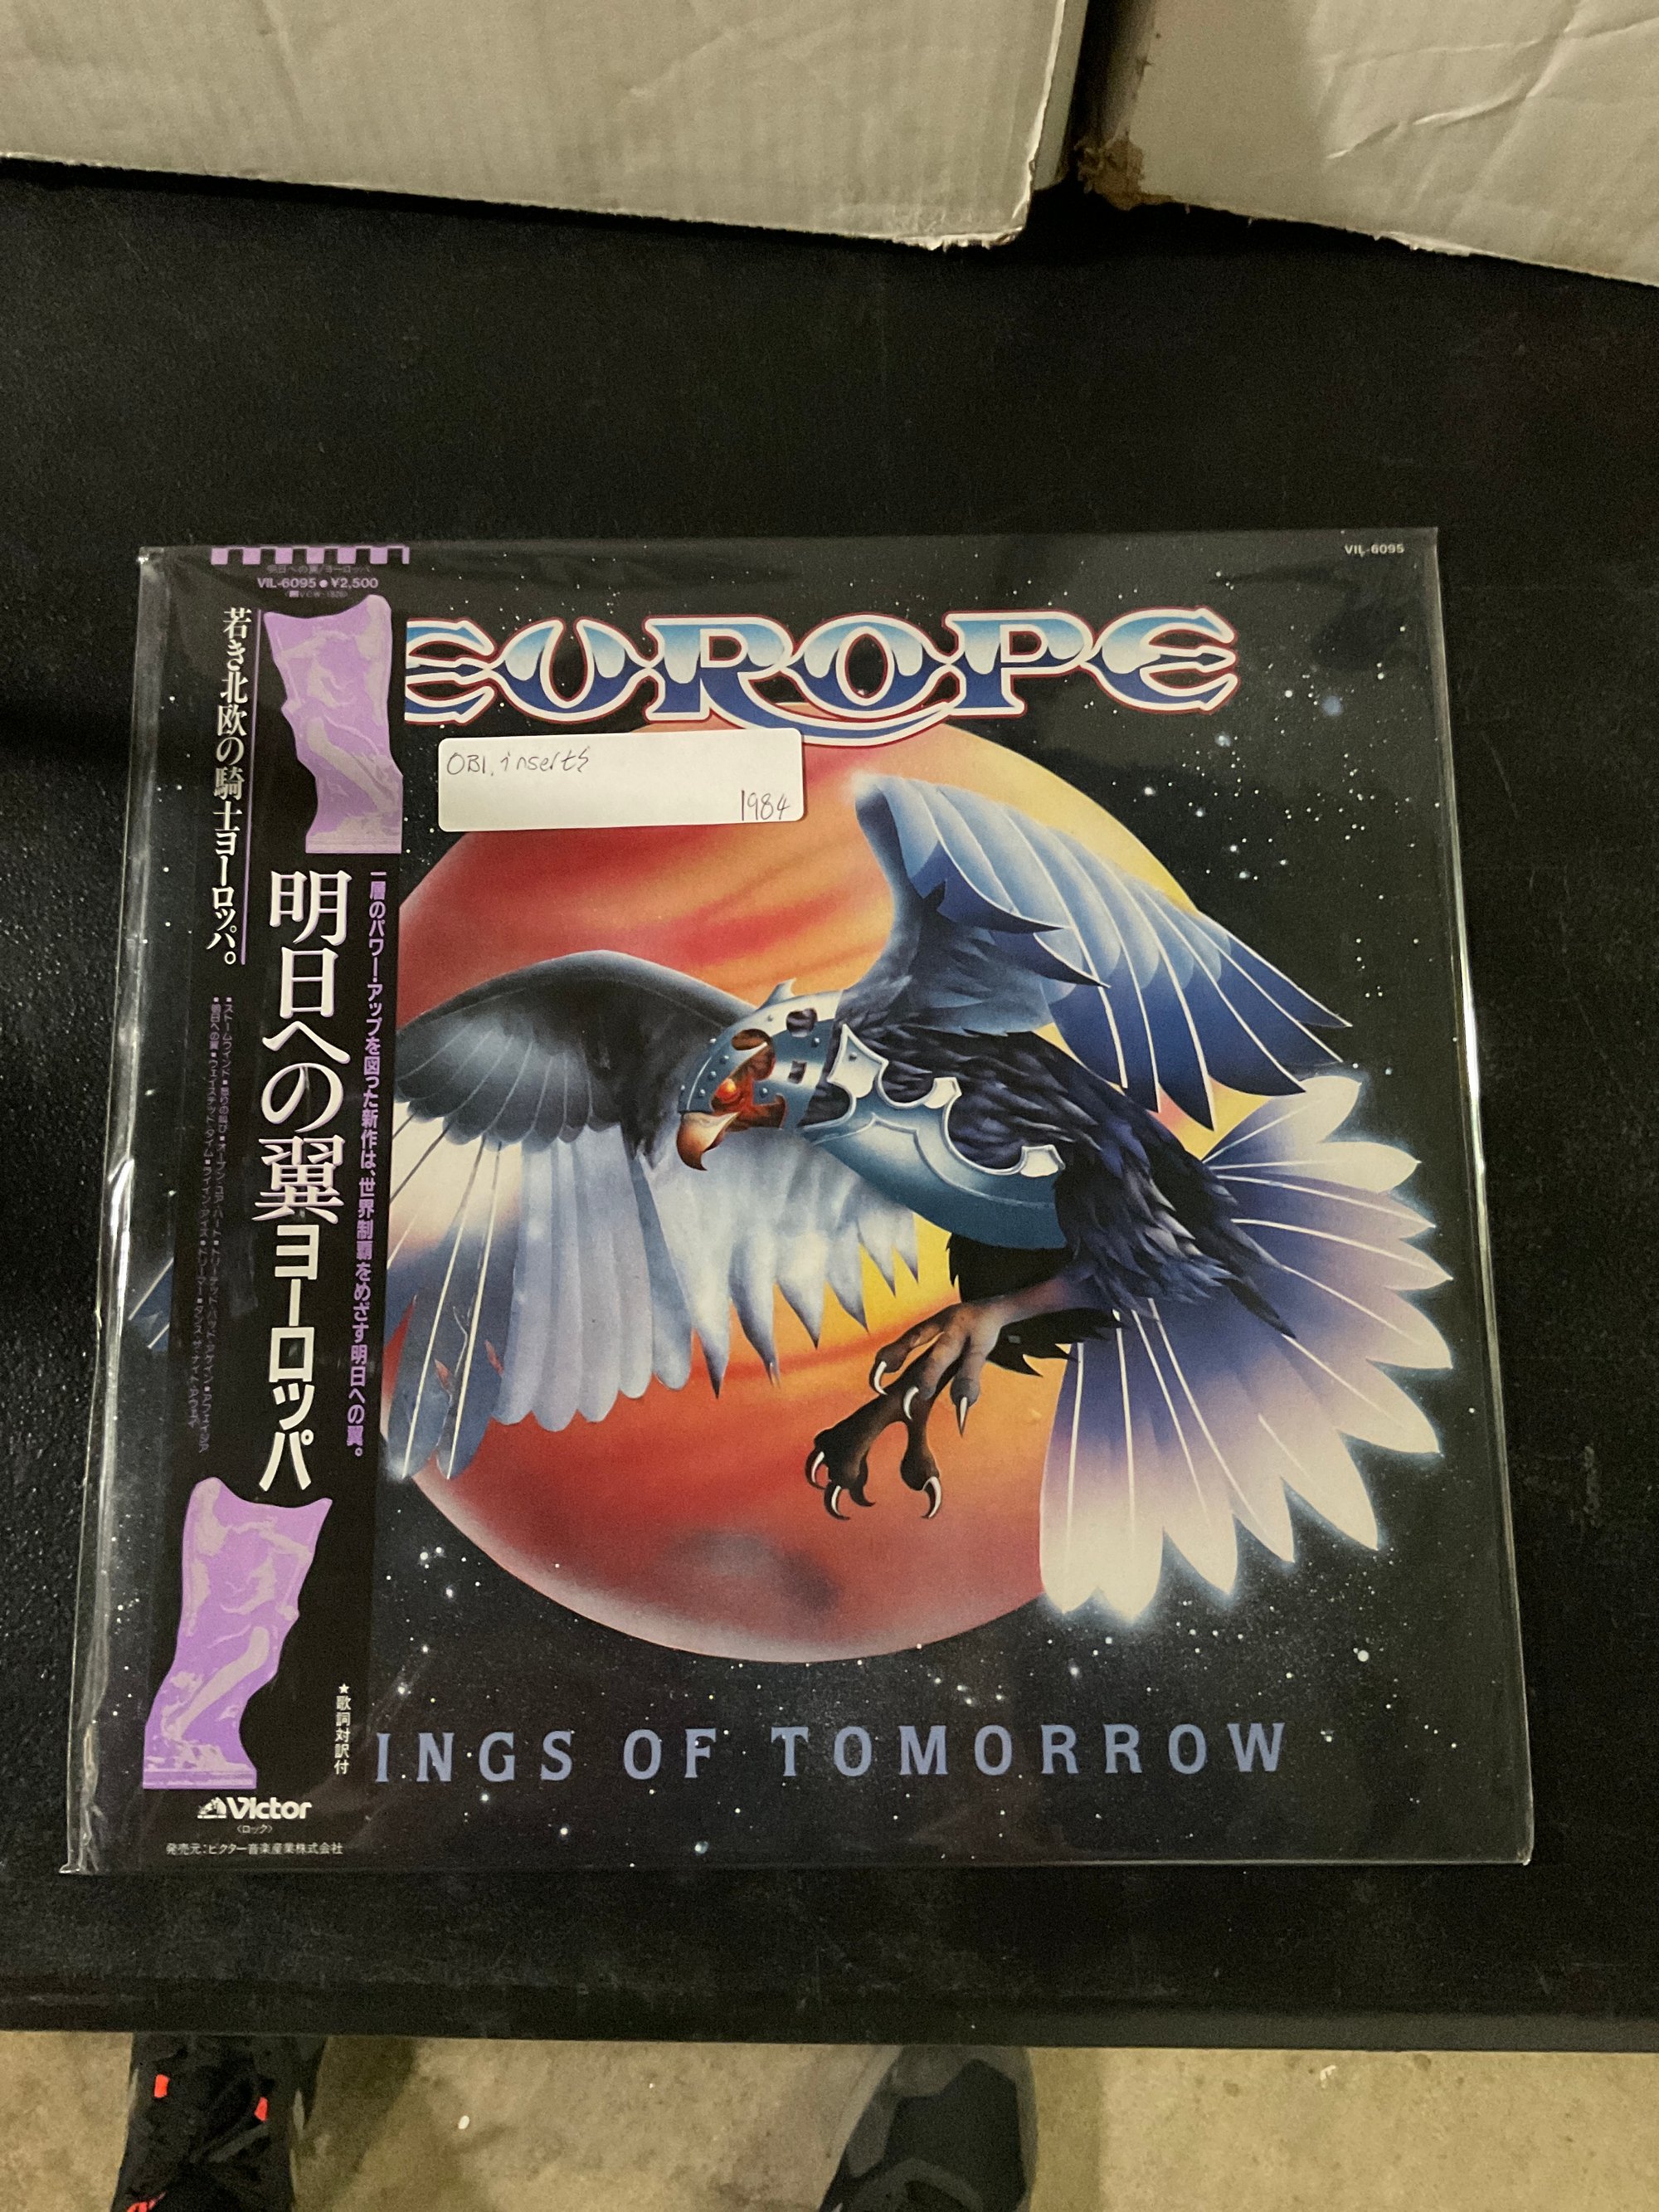 VIL-6095
明日への翼/ヨーロッパ
VIL-6095●¥2,500
若き北欧の騎士ヨーロッパ。
EUROPE
OBI, inserts
1984
一層のパワー・アップを図った新作は、世界制覇をめざす明日への翼。
明日への翼 ヨーロッパ
INGS OF TOMORROW
★歌詞対訳付
Victor
〈ロック〉
発売元:ビクター音楽産業株式会社